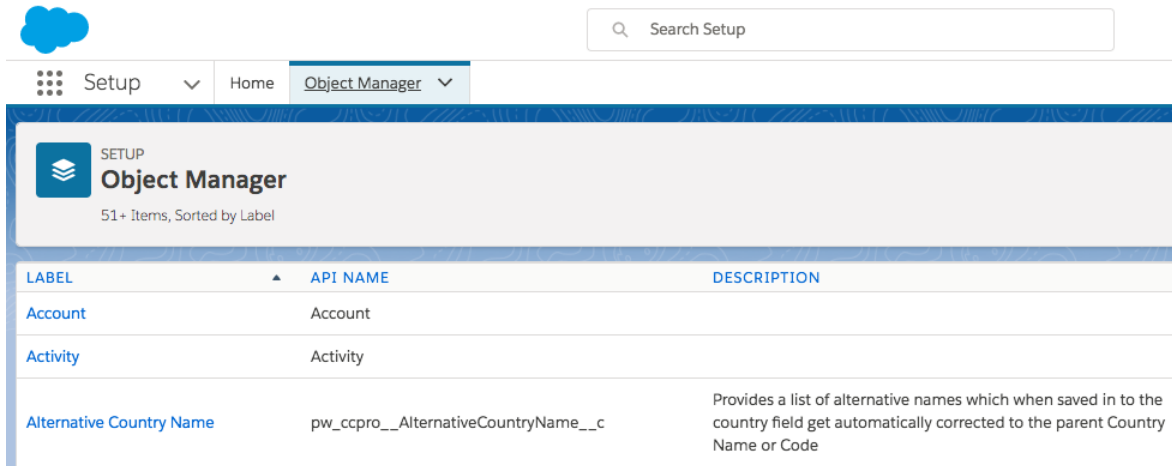 Search Setup
Setup Home Object Manager
SETUP
Object Manager
51+ Items, Sorted by Label
LABEL API NAME DESCRIPTION
Account Account
Activity Activity
Provides a list of alternative names which when saved in to the
Alternative Country Name pw_ccpro__AlternativeCountryName__c country field get automatically corrected to the parent Country
Name or Code